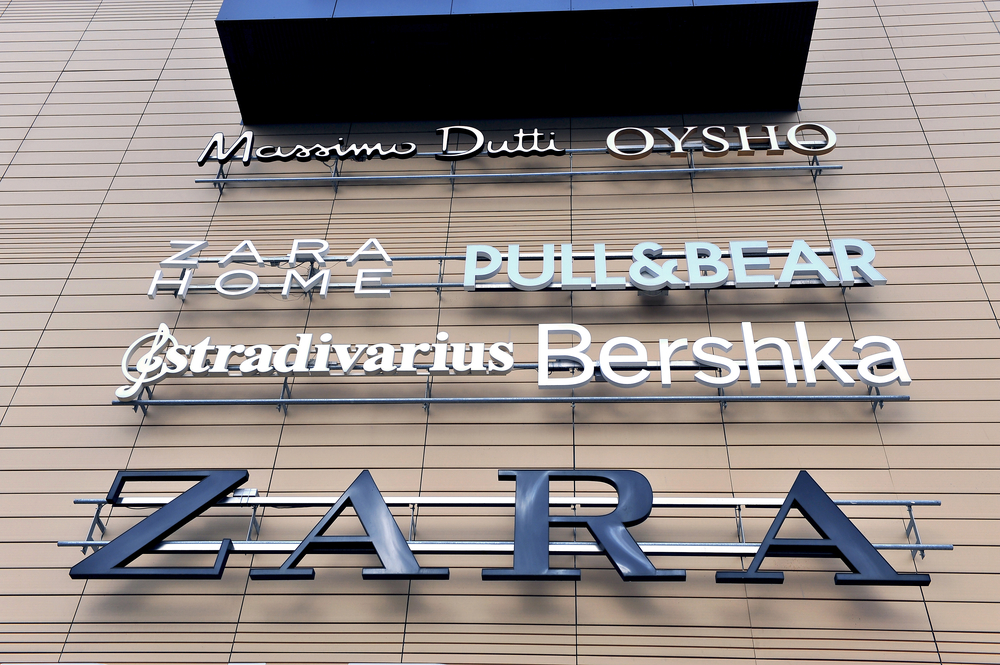 Massimo Dutti OYSHO
ZARA HOME PULL&BEAR
stradivarius Bershka
ZARA